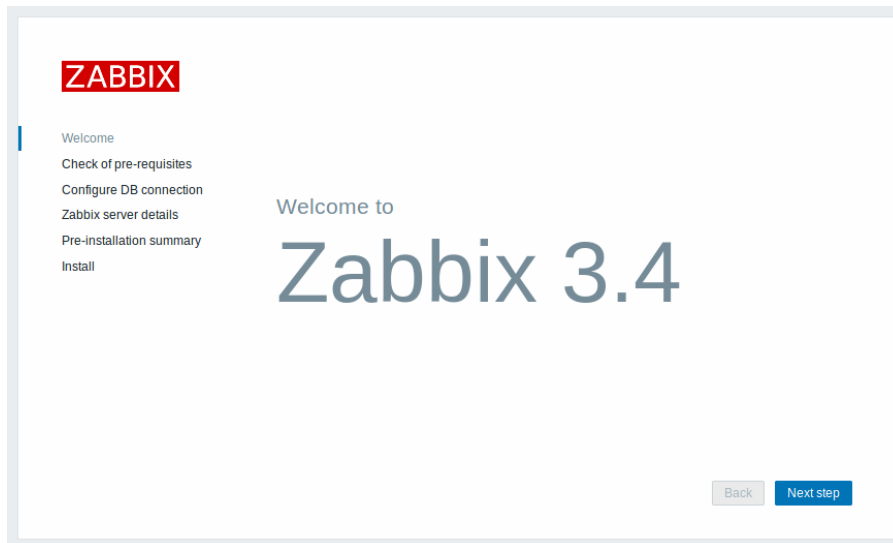 ZABBIX
Welcome
Check of pre-requisites
Configure DB connection
Zabbix server details
Pre-installation summary
Install
Welcome to
Zabbix 3.4
Back
Next step